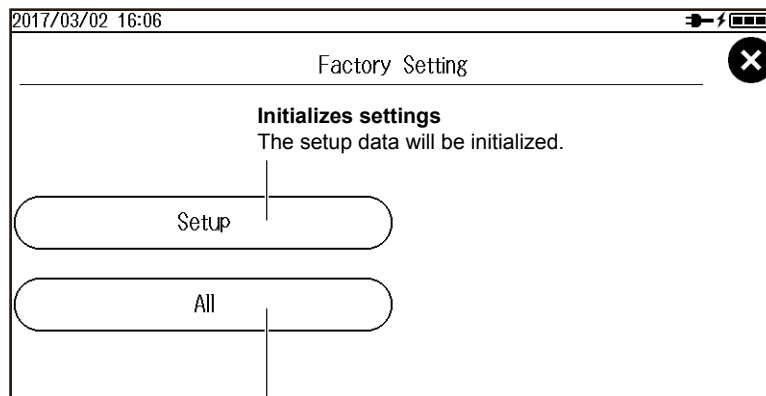 2017/03/02 16:06
Factory Setting
Initializes settings
The setup data will be initialized.
Setup
All